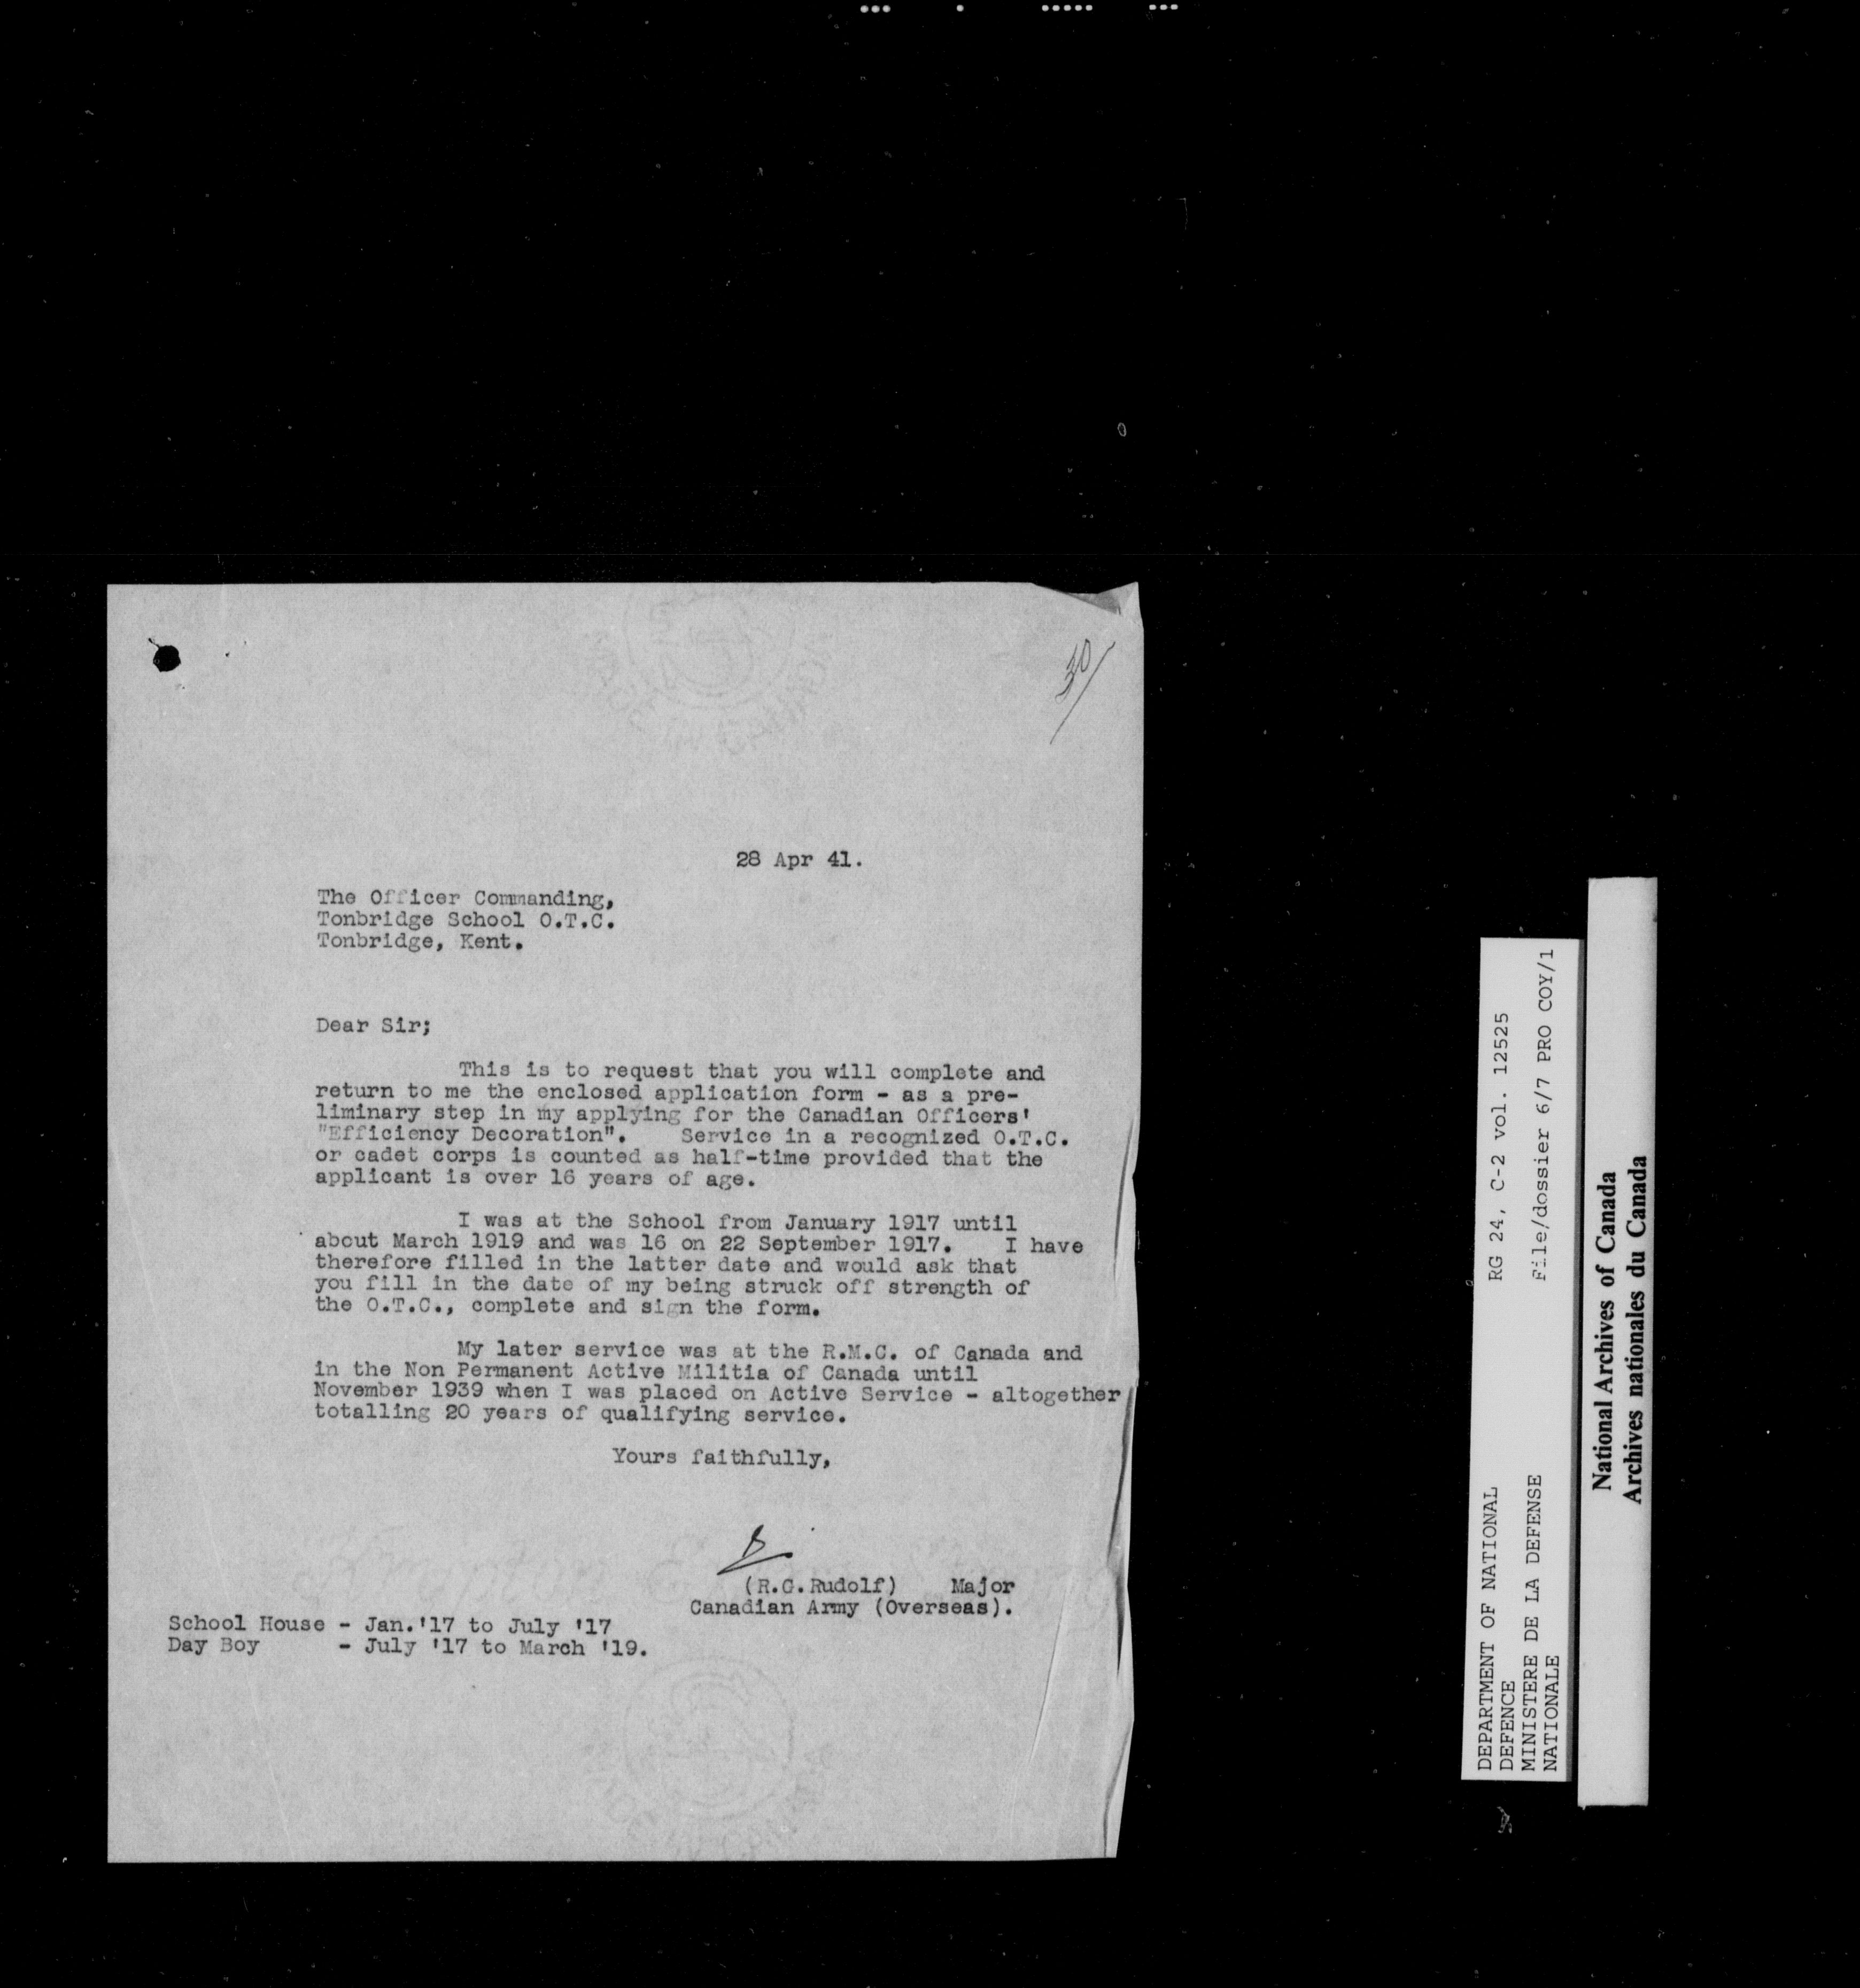 30/
28 Apr 41.
The Officer Commanding,
Tonbridge School O.T.C.
Tonbridge, Kent.
Dear Sir;
This is to request that you will complete and
return to me the enclosed application form - as a pre-
liminary step in my applying for the Canadian Officers'
"Efficiency Decoration". Service in a recognized O.T.C.
or cadet corps is counted as half-time provided that the
applicant is over 16 years of age.
I was at the School from January 1917 until
about March 1919 and was 16 on 22 September 1917. I have
therefore filled in the latter date and would ask that
you fill in the date of my being struck off strength of
the O.T.C., complete and sign the form.
My later service was at the R.M.C. of Canada and
in the Non Permanent Active Militia of Canada until
November 1939 when I was placed on Active Service - altogether
totalling 20 years of qualifying service.
Yours faithfully,
(R.C.Rudolf) Major
Canadian Army (Overseas).
School House - Jan.'17 to July '17
Day Boy - July '17 to March '19.
DEPARTMENT OF NATIONAL RG 24, C-2 vol. 12525
DEFENCE
MINISTERE DE LA DEFENSE File/dossier 6/7 PRO COY/1
NATIONALE
National Archives of Canada
Archives nationales du Canada